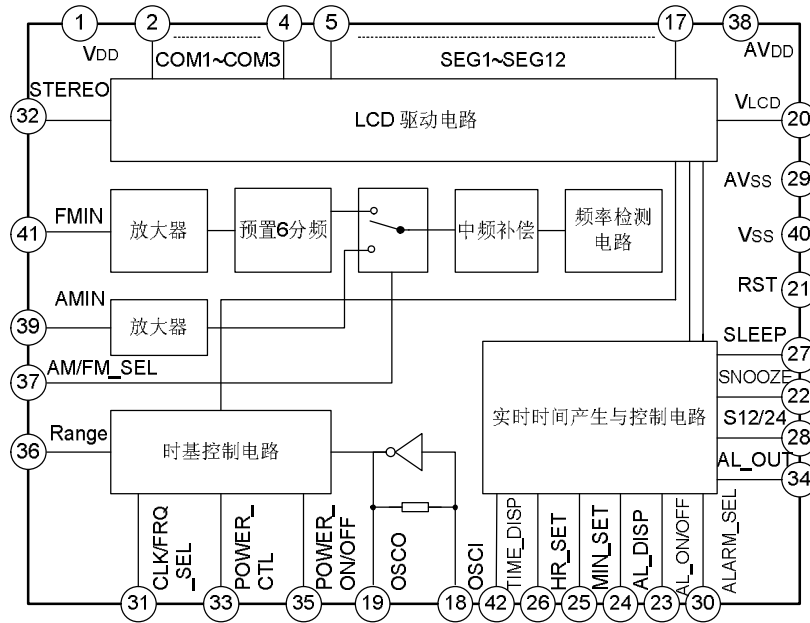 1
2
4
5
17
38
VDD
COM1~COM3
SEG1~SEG12
AVDD
STEREO
32
LCD 驱动电路
VLCD
20
AVSS
29
FMIN
41
放大器
预置6分频
中频补偿
频率检测
电路
VSS
40
RST
21
AMIN
39
放大器
SLEEP
27
AM/FM_SEL
37
SNOOZE
22
Range
36
时基控制电路
实时时间产生与控制电路
S12/24
28
AL_OUT
34
CLK/FRQ
_SEL
POWER_
CTL
POWER_
ON/OFF
OSCO
OSCI
TIME_DISP
HR_SET
MIN_SET
AL_DISP
AL_ON/OFF
ALARM_SEL
31
33
35
19
18
42
26
25
24
23
30